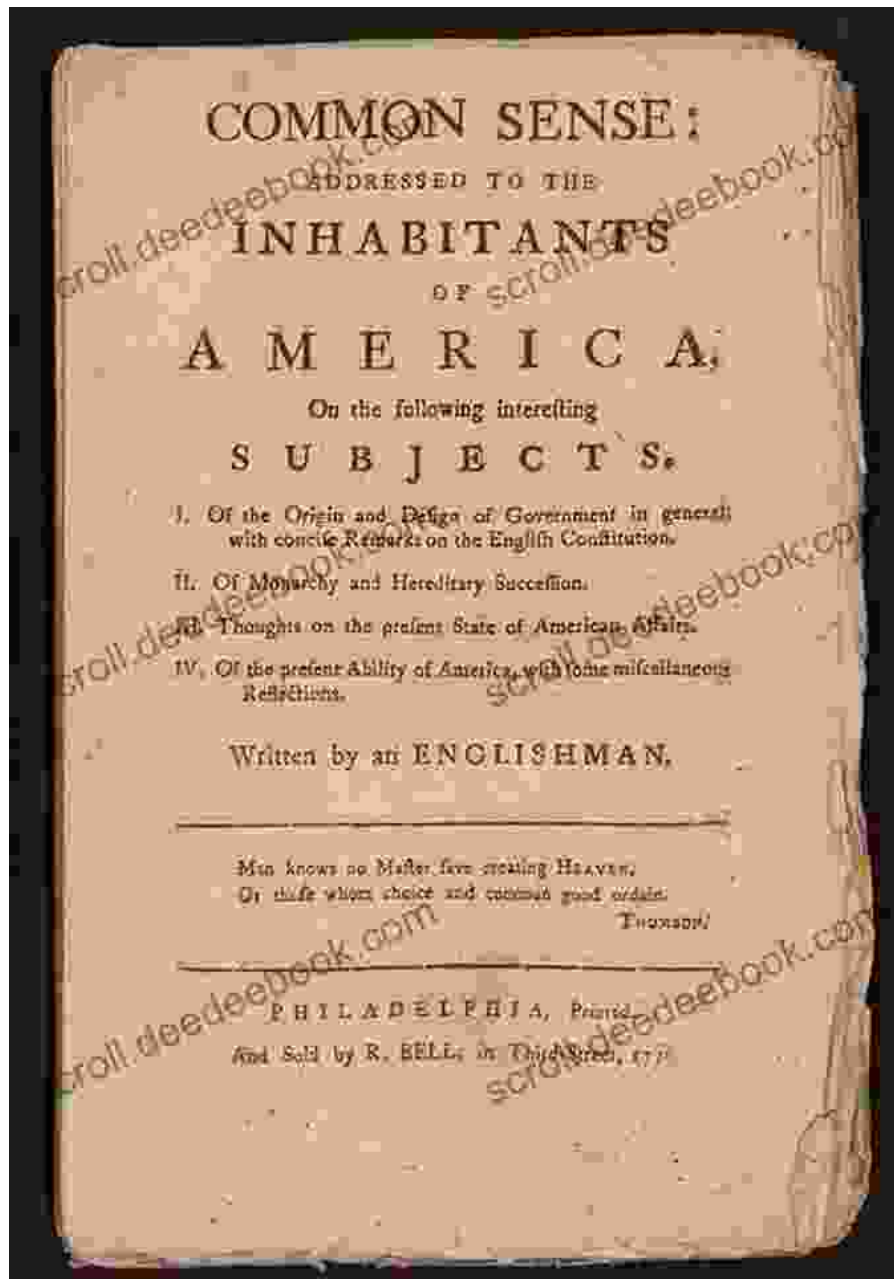 COMMON SENSE:
ADDRESSED TO THE
INHABITANTS
OF
AMERICA,
On the following intereſting
SUBJECTS.
I. Of the Origin and Deſign of Government in general;
with conciſe Remarks on the Engliſh Conſtitution.
II. Of Monarchy and Hereditary Succeſſion.
III. Thoughts on the preſent State of American Affairs.
IV. Of the preſent Ability of America, with ſome miſcellaneous
Reflections.
Written by an ENGLISHMAN.
Man knows no Maſter ſave creating HEAVEN,
Or thoſe whom choice and common good ordain.
THOMSON.
PHILADELPHIA, Printed
And Sold by R. BELL, in Third-Street,
croll.deedeebook.com
scroll.deedeebook.com
croll.deedeebook.com
scroll.deedeebook.com
croll.deedeebook.com
scroll.deedeebook.com